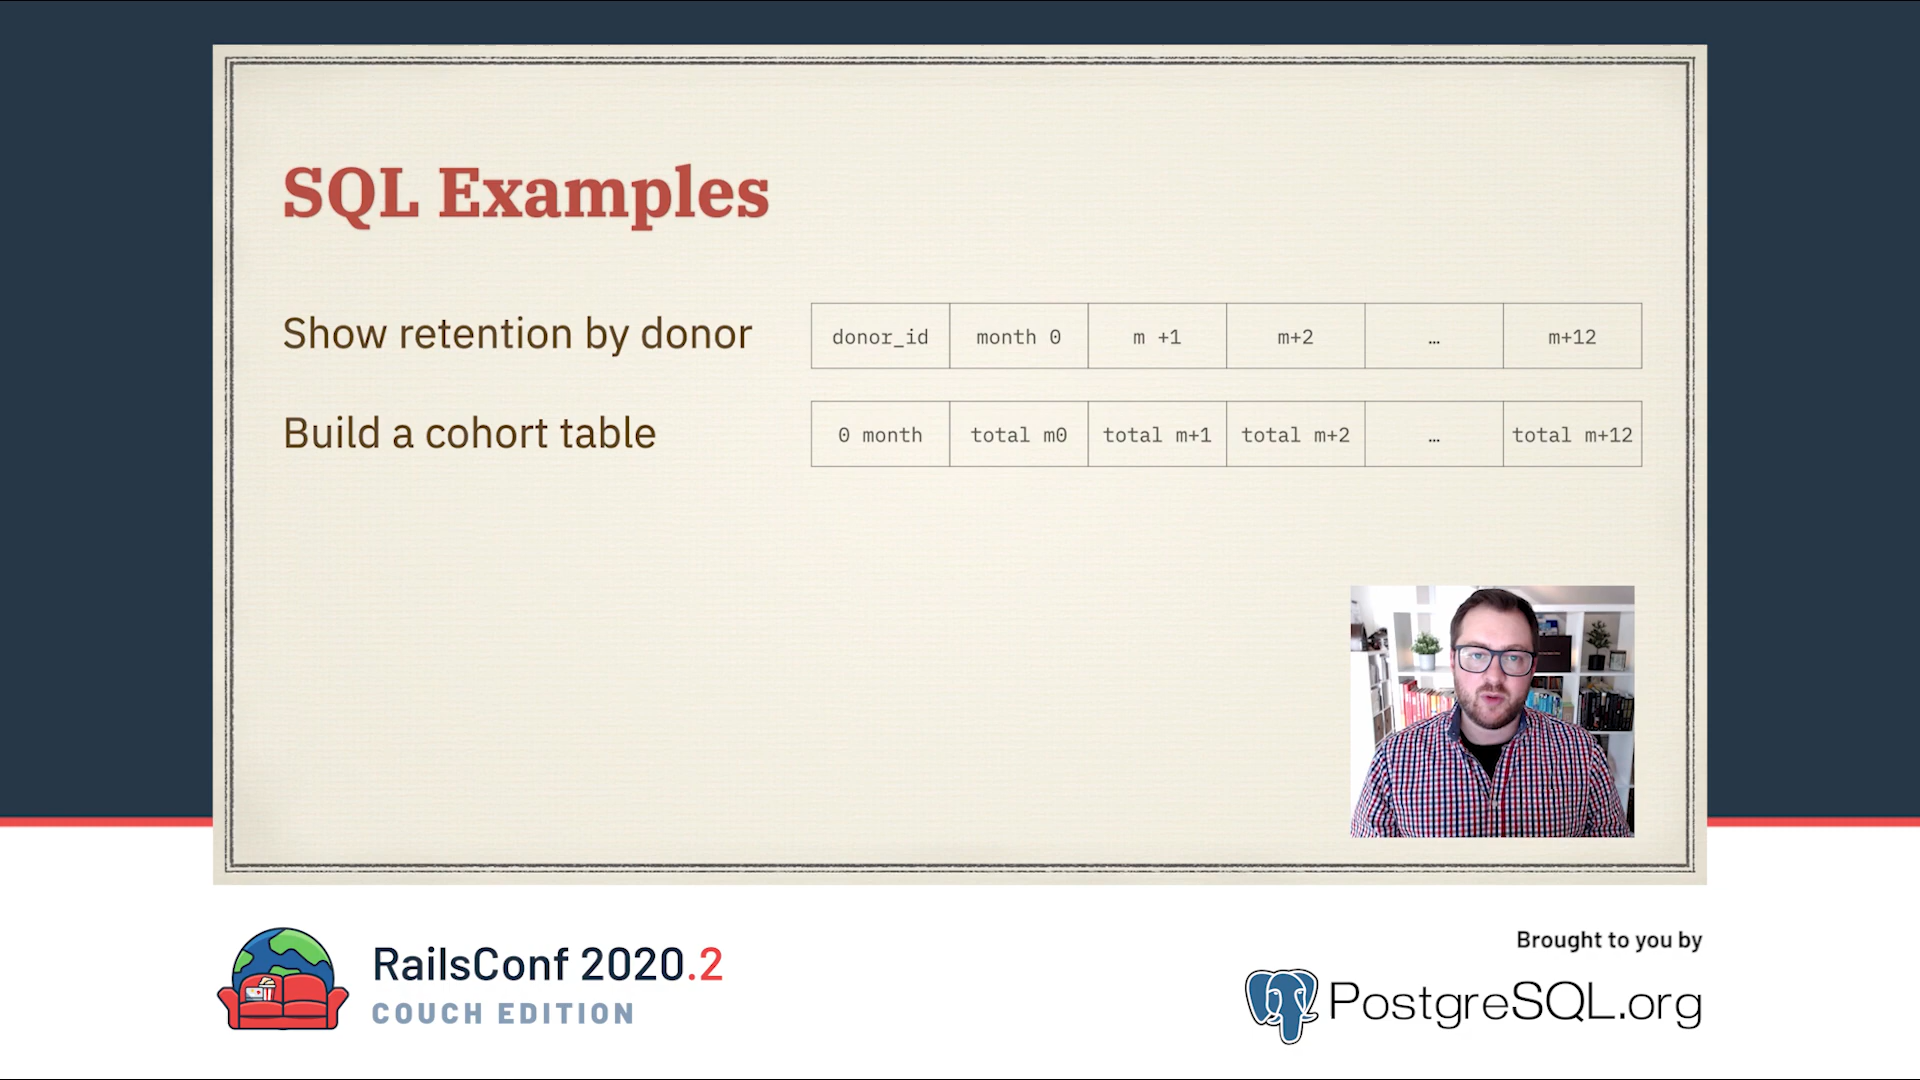 SQL Examples
Show retention by donor
donor_id month 0 m +1 m+2 … m+12
Build a cohort table
0 month total m0 total m+1 total m+2 … total m+12
RailsConf 2020.2
COUCH EDITION
Brought to you by
PostgreSQL.org